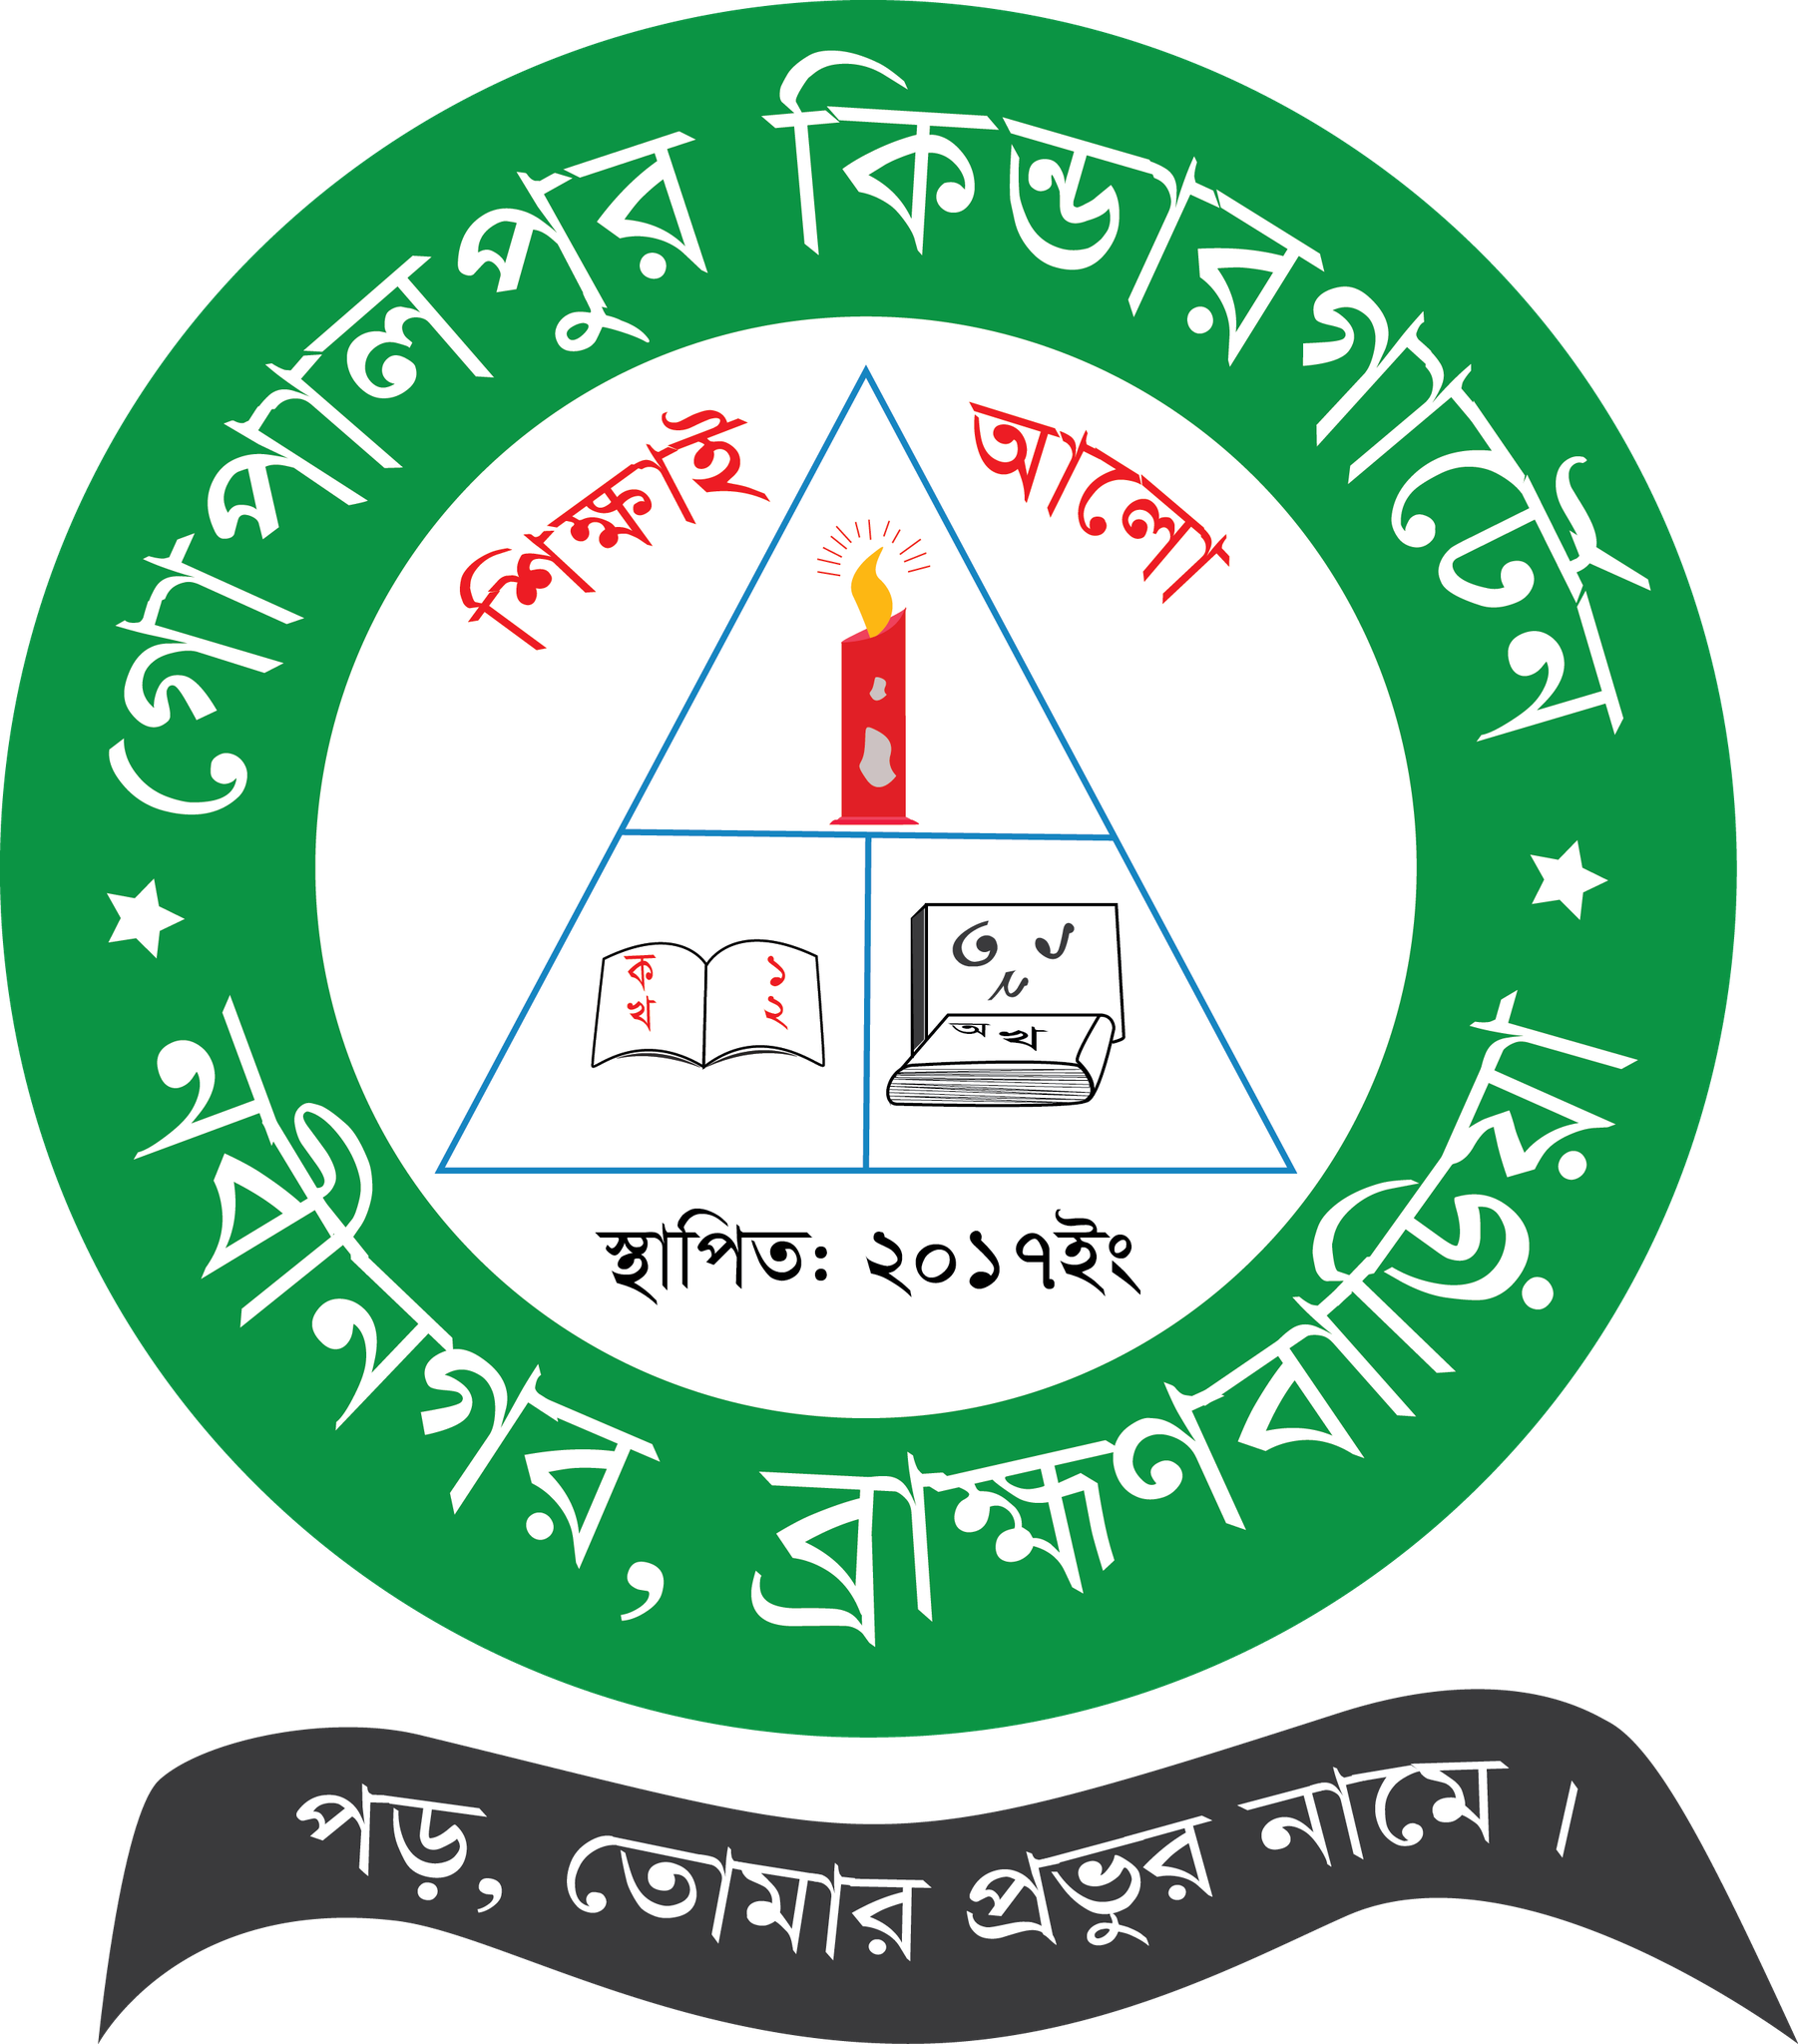 গোপালপুর কিন্ডারগার্টেন
শিক্ষাই আলো
ক ১
খ ২
স্থাপিতঃ ২০১৭ইং
নবীনগর, ব্রাহ্মণবাড়িয়া
পড়, তোমার প্রভুর নামে।